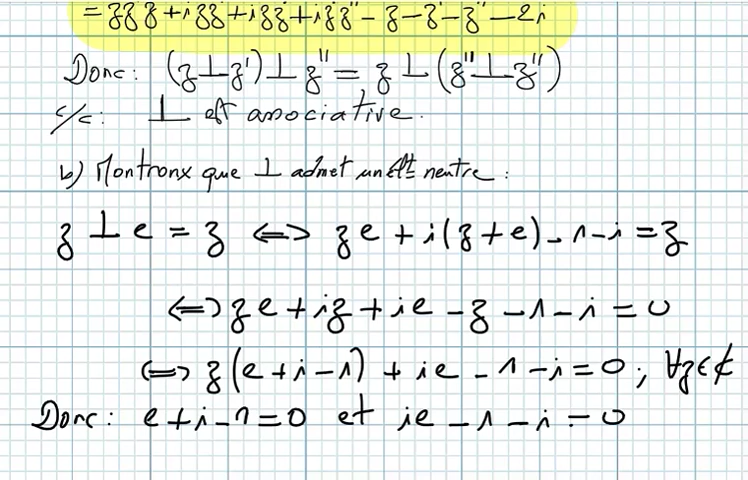 = zz'z'' + izz' + izz'' + iz'z'' - z - z' - z'' - 2i
Donc: (z⊥z')⊥z'' = z⊥(z''⊥z'')
c/c: ⊥ est associative.
b) Montronx que ⊥ admet un élt neutre:
z⊥e = z ⟺ ze + i(z+e) - 1 - i = z
⟺ ze + iz + ie - z - 1 - i = 0
⟺ z(e + i - 1) + ie - 1 - i = 0 ; ∀z∈ȼ
Donc: e + i - 1 = 0 et ie - 1 - i = 0